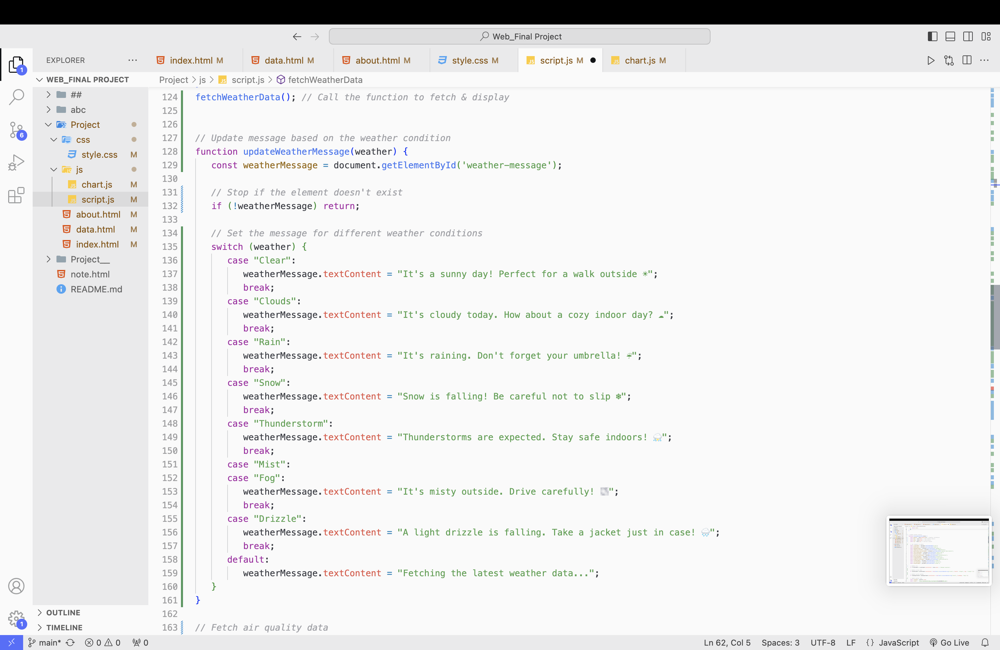 Web_Final Project
EXPLORER
index.html M
data.html M
about.html M
style.css M
script.js M
chart.js M
WEB_FINAL PROJECT
Project > js > JS script.js > fetchWeatherData
##
abc
Project
css
style.css M
js
chart.js M
script.js M
about.html M
data.html M
index.html M
Project__
note.html
README.md
OUTLINE
TIMELINE
124 fetchWeatherData(); // Call the function to fetch & display
125
126
127 // Update message based on the weather condition
128 function updateWeatherMessage(weather) {
129 const weatherMessage = document.getElementById('weather-message');
130
131 // Stop if the element doesn't exist
132 if (!weatherMessage) return;
133
134 // Set the message for different weather conditions
135 switch (weather) {
136 case "Clear":
137 weatherMessage.textContent = "It's a sunny day! Perfect for a walk outside ☀";
138 break;
139 case "Clouds":
140 weatherMessage.textContent = "It's cloudy today. How about a cozy indoor day? ☁";
141 break;
142 case "Rain":
143 weatherMessage.textContent = "It's raining. Don't forget your umbrella! ☔";
144 break;
145 case "Snow":
146 weatherMessage.textContent = "Snow is falling! Be careful not to slip ❄";
147 break;
148 case "Thunderstorm":
149 weatherMessage.textContent = "Thunderstorms are expected. Stay safe indoors! ⛈";
150 break;
151 case "Mist":
152 case "Fog":
153 weatherMessage.textContent = "It's misty outside. Drive carefully! 🌫";
154 break;
155 case "Drizzle":
156 weatherMessage.textContent = "A light drizzle is falling. Take a jacket just in case! 🌧";
157 break;
158 default:
159 weatherMessage.textContent = "Fetching the latest weather data...";
160 }
161 }
162
163 // Fetch air quality data
1
6
1
main* 0 0 0
Ln 62, Col 5 Spaces: 3 UTF-8 LF {} JavaScript Go Live